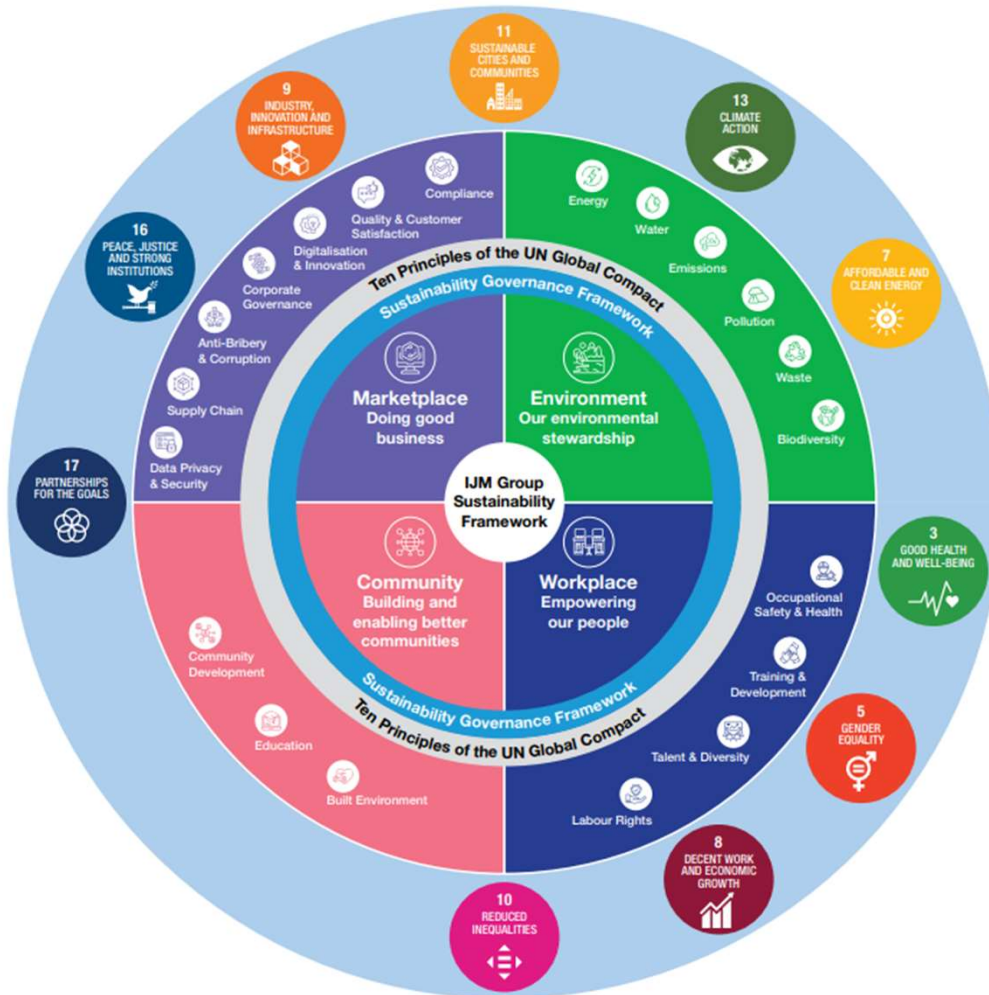 11
SUSTAINABLE
CITIES AND
COMMUNITIES
9
INDUSTRY,
INNOVATION AND
INFRASTRUCTURE
13
CLIMATE
ACTION
16
PEACE, JUSTICE
AND STRONG
INSTITUTIONS
7
AFFORDABLE AND
CLEAN ENERGY
17
PARTNERSHIPS
FOR THE GOALS
3
GOOD HEALTH
AND WELL-BEING
5
GENDER
EQUALITY
8
DECENT WORK
AND ECONOMIC
GROWTH
10
REDUCED
INEQUALITIES
Compliance
Quality & Customer
Satisfaction
Digitalisation
& Innovation
Corporate
Governance
Anti-Bribery
& Corruption
Supply Chain
Data Privacy
& Security
Energy
Water
Emissions
Pollution
Waste
Biodiversity
Ten Principles of the UN Global Compact
Sustainability Governance Framework
Marketplace
Doing good
business
Environment
Our environmental
stewardship
IJM Group
Sustainability
Framework
Community
Building and
enabling better
communities
Workplace
Empowering
our people
Sustainability Governance Framework
Ten Principles of the UN Global Compact
Community
Development
Education
Built Environment
Occupational
Safety & Health
Training &
Development
Talent & Diversity
Labour Rights